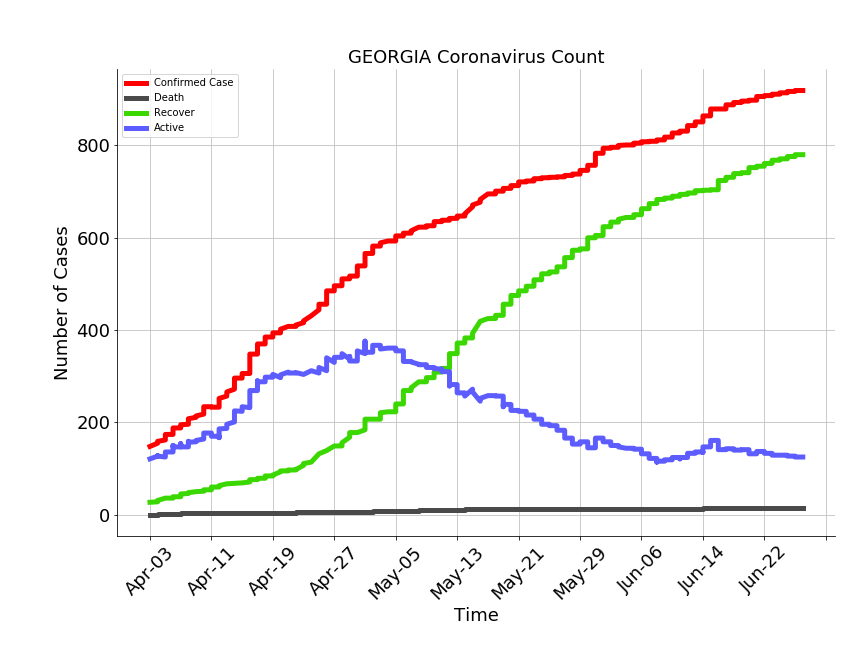 GEORGIA Coronavirus Count
Confirmed Case
Death
Recover
Active
Number of Cases
800
600
400
200
0
Apr-03
Apr-11
Apr-19
Apr-27
May-05
May-13
May-21
May-29
Jun-06
Jun-14
Jun-22
Time